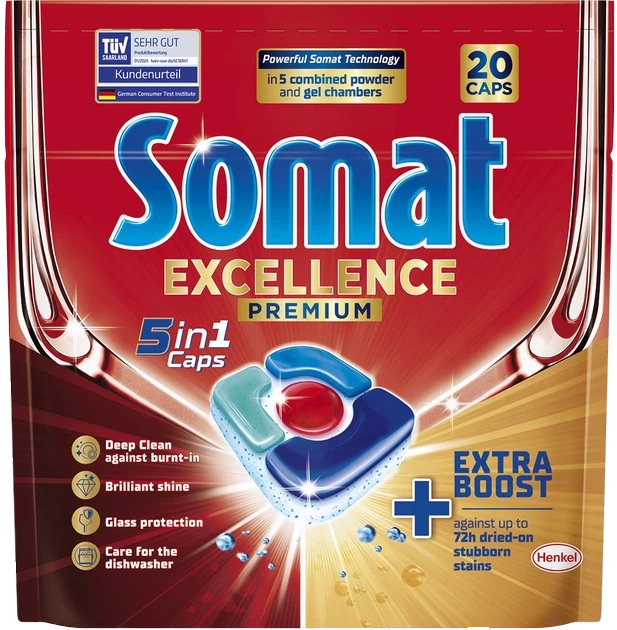 TÜV
SAARLAND
SEHR GUT
Produktbewertung
Kundenurteil
German Consumer Test Institute
Powerful Somat Technology
in 5 combined powder
and gel chambers
20
CAPS
Somat
EXCELLENCE
PREMIUM
5in1
Caps
Deep Clean
against burnt-in
Brilliant shine
Glass protection
Care for the
dishwasher
+
EXTRA
BOOST
against up to
72h dried-on
stubborn
stains
Henkel